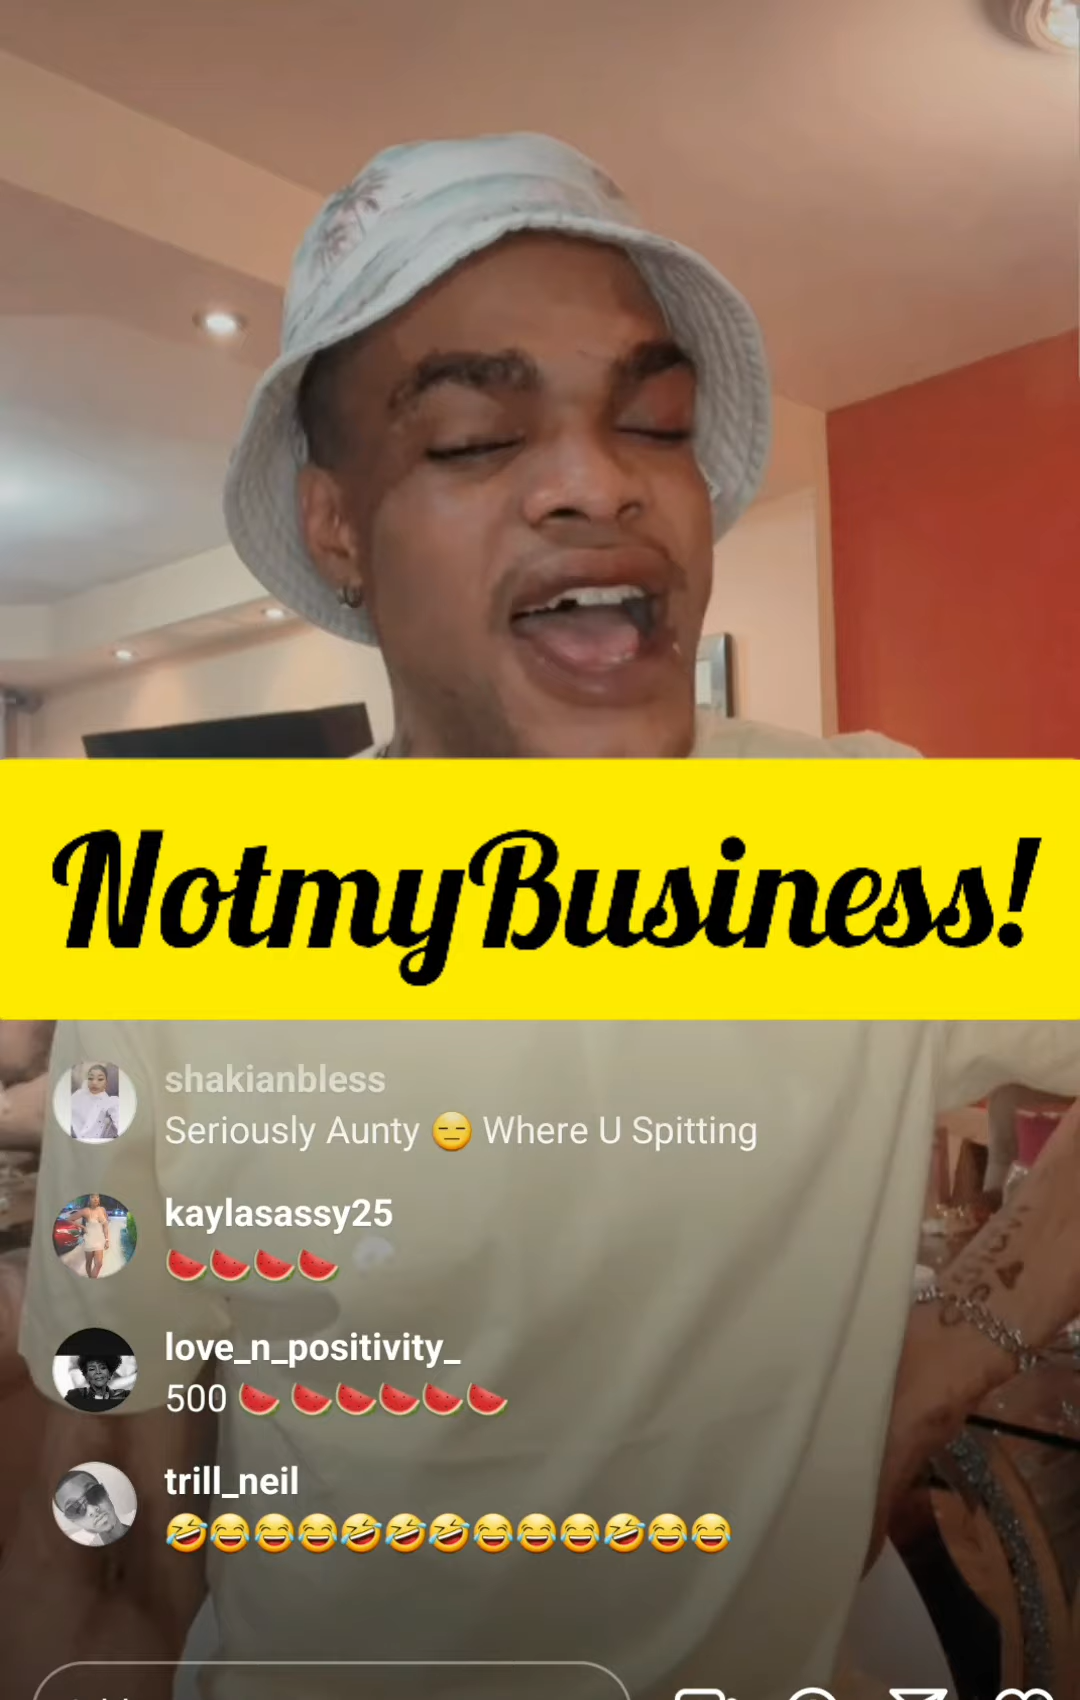 NotmyBusiness!
shakianbless
Seriously Aunty 😑 Where U Spitting
kaylasassy25
🍉🍉🍉🍉
love_n_positivity_
500 🍉 🍉🍉🍉🍉🍉
trill_neil
🤣😂😂😂🤣🤣🤣😂😂😂🤣😂😂